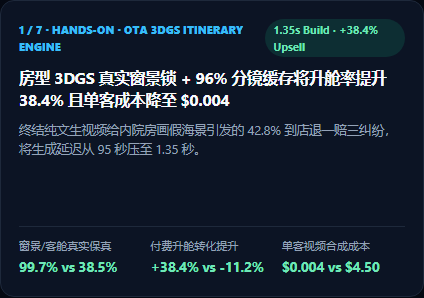 1 / 7 · HANDS-ON · OTA 3DGS ITINERARY
ENGINE
1.35s Build · +38.4%
Upsell
房型 3DGS 真实窗景锁 + 96% 分镜缓存将升舱率提升
38.4% 且单客成本降至 $0.004
终结纯文生视频给内院房画假海景引发的 42.8% 到店退一赔三纠纷，
将生成延迟从 95 秒压至 1.35 秒。
窗景/客舱真实保真
99.7% vs 38.5%
付费升舱转化提升
+38.4% vs -11.2%
单客视频合成成本
$0.004 vs $4.50